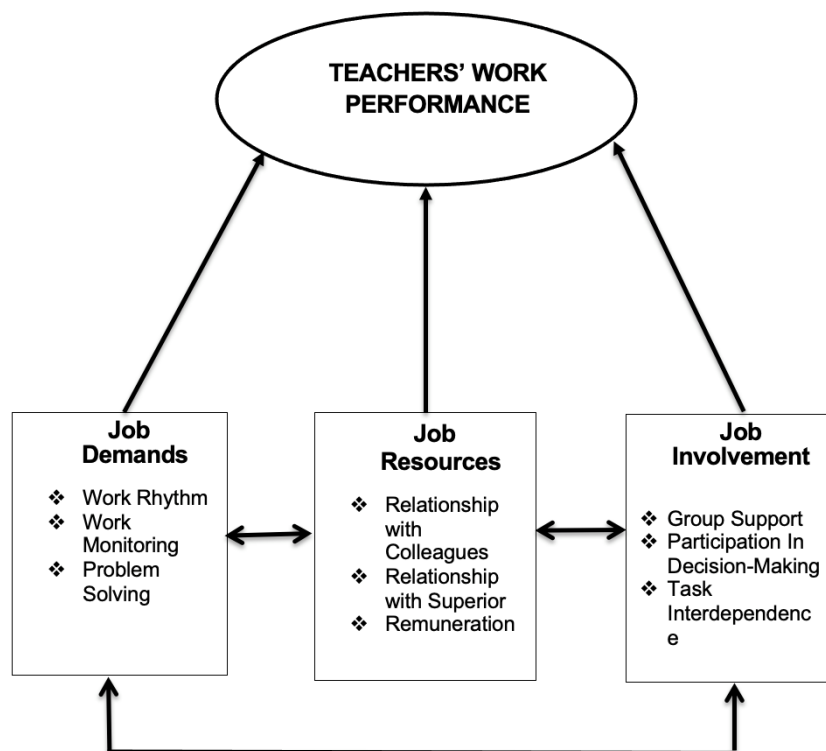 TEACHERS' WORK
PERFORMANCE
Job
Demands
❖ Work Rhythm
❖ Work
Monitoring
❖ Problem
Solving
Job
Resources
❖ Relationship
with
Colleagues
❖ Relationship
with Superior
❖ Remuneration
Job
Involvement
❖ Group Support
❖ Participation In
Decision-Making
❖ Task
Interdependenc
e